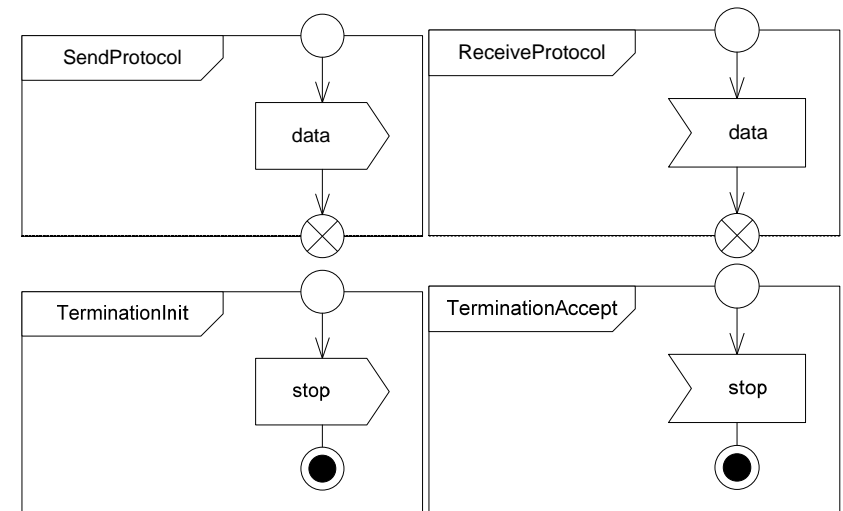 SendProtocol
data
ReceiveProtocol
data
TerminationInit
stop
TerminationAccept
stop